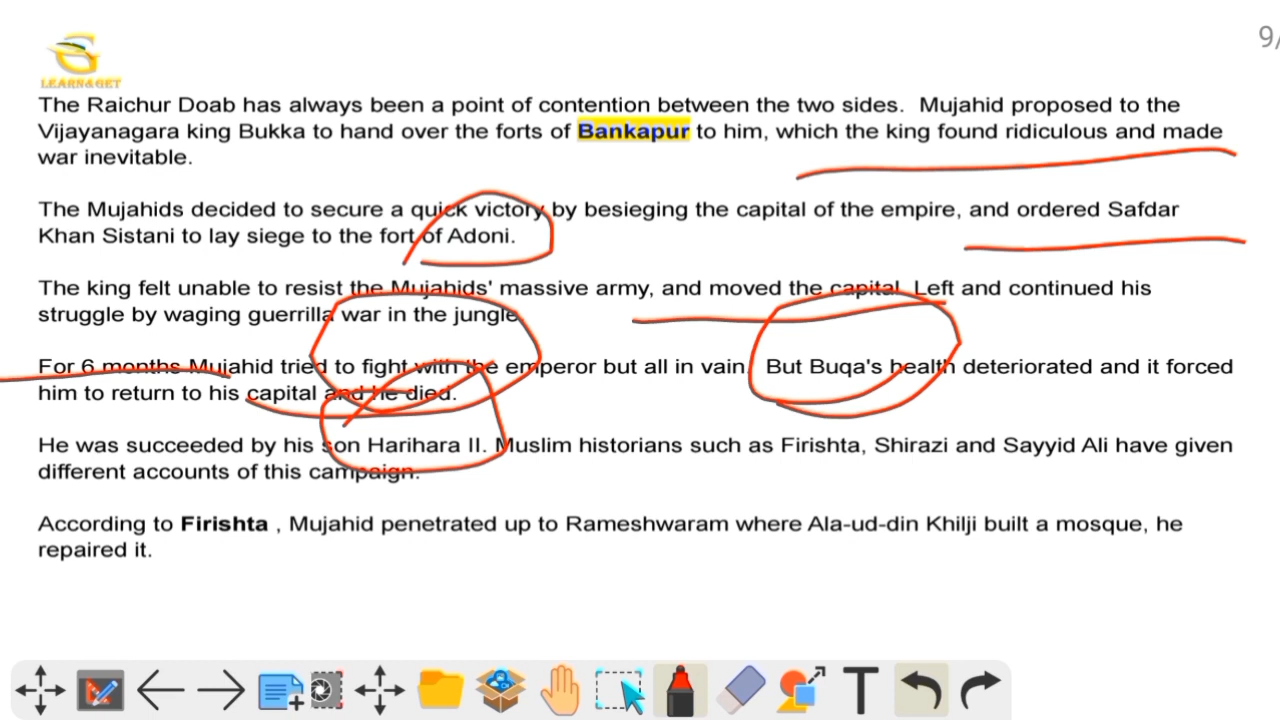 9/
LEARN&GET
The Raichur Doab has always been a point of contention between the two sides. Mujahid proposed to the
Vijayanagara king Bukka to hand over the forts of Bankapur to him, which the king found ridiculous and made
war inevitable.
The Mujahids decided to secure a quick victory by besieging the capital of the empire, and ordered Safdar
Khan Sistani to lay siege to the fort of Adoni.
The king felt unable to resist the Mujahids' massive army, and moved the capital. Left and continued his
struggle by waging guerrilla war in the jungle.
For 6 months Mujahid tried to fight with the emperor but all in vain. But Buqa's health deteriorated and it forced
him to return to his capital and he died.
He was succeeded by his son Harihara II. Muslim historians such as Firishta, Shirazi and Sayyid Ali have given
different accounts of this campaign.
According to Firishta , Mujahid penetrated up to Rameshwaram where Ala-ud-din Khilji built a mosque, he
repaired it.
T